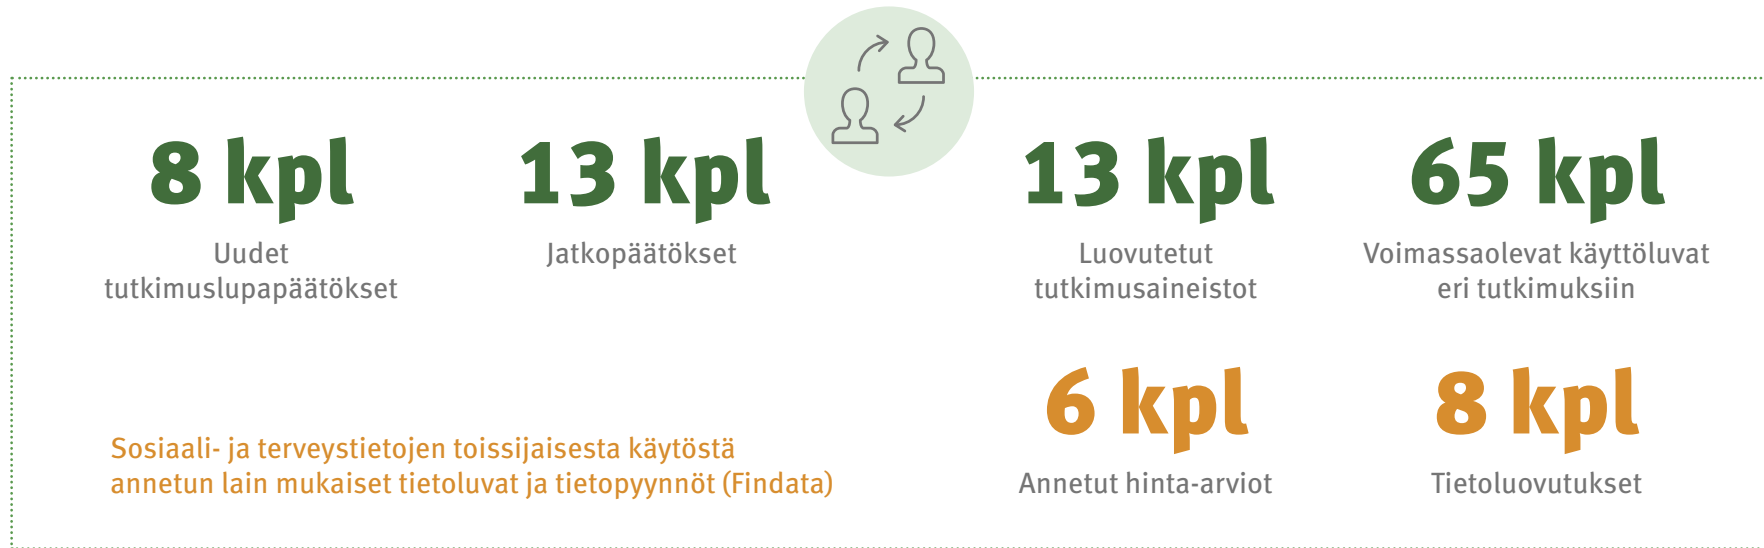 8 kpl
Uudet
tutkimuslupapäätökset
13 kpl
Jatkopäätökset
13 kpl
Luovutetut
tutkimusaineistot
65 kpl
Voimassaolevat käyttöluvat
eri tutkimuksiin
Sosiaali- ja terveystietojen toissijaisesta käytöstä
annetun lain mukaiset tietoluvat ja tietopyynnöt (Findata)
6 kpl
Annetut hinta-arviot
8 kpl
Tietoluovutukset